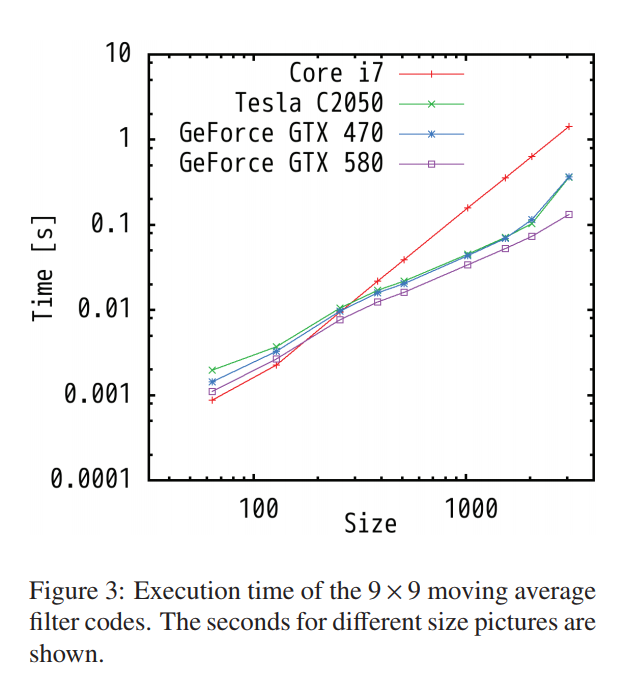 10
Core i7
Tesla C2050
1
GeForce GTX 470
GeForce GTX 580
0.1
Time [s]
0.01
0.001
0.0001
100
1000
Size
Figure 3: Execution time of the 9 × 9 moving average
filter codes. The seconds for different size pictures are
shown.